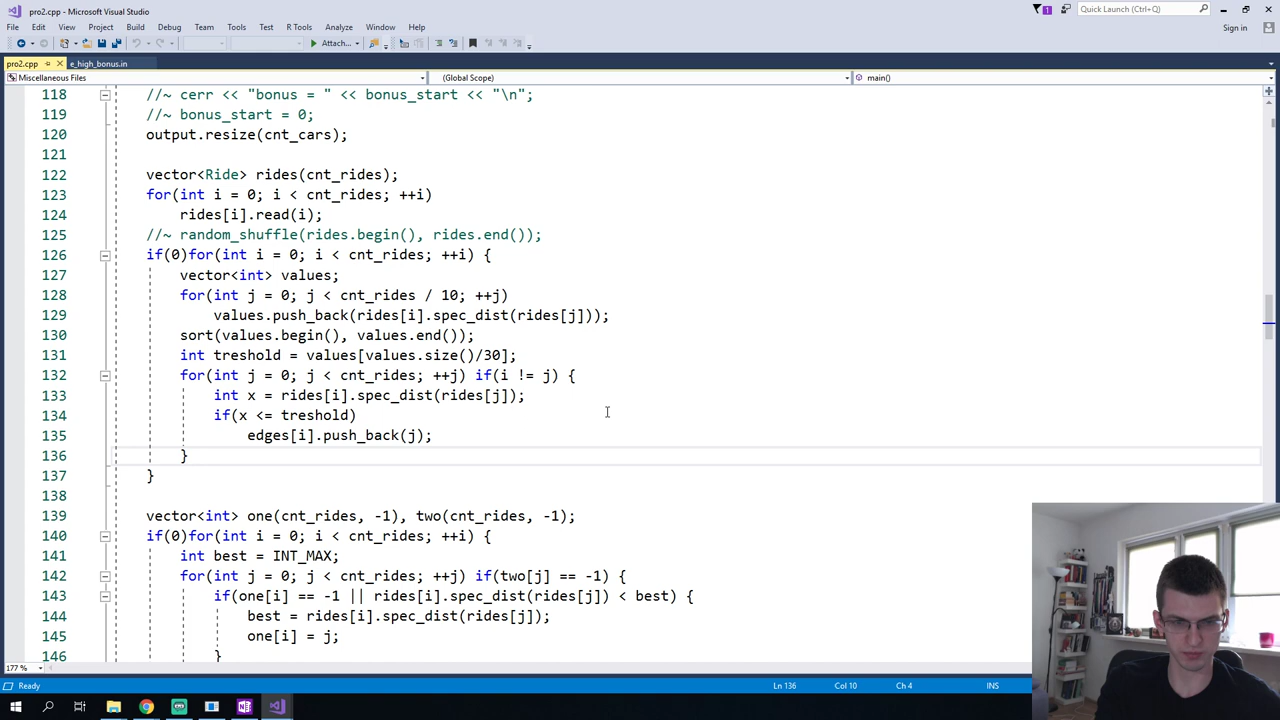 pro2.cpp - Microsoft Visual Studio
Quick Launch (Ctrl+Q)
File Edit View Project Build Debug Team Tools Test R Tools Analyze Window Help
Sign in
Attach...
pro2.cpp e_high_bonus.in
Miscellaneous Files (Global Scope) main()
118 //~ cerr << "bonus = " << bonus_start << "\n";
119 //~ bonus_start = 0;
120 output.resize(cnt_cars);
121
122 vector<Ride> rides(cnt_rides);
123 for(int i = 0; i < cnt_rides; ++i)
124 rides[i].read(i);
125 //~ random_shuffle(rides.begin(), rides.end());
126 if(0)for(int i = 0; i < cnt_rides; ++i) {
127 vector<int> values;
128 for(int j = 0; j < cnt_rides / 10; ++j)
129 values.push_back(rides[i].spec_dist(rides[j]));
130 sort(values.begin(), values.end());
131 int treshold = values[values.size()/30];
132 for(int j = 0; j < cnt_rides; ++j) if(i != j) {
133 int x = rides[i].spec_dist(rides[j]);
134 if(x <= treshold)
135 edges[i].push_back(j);
136 }
137 }
138
139 vector<int> one(cnt_rides, -1), two(cnt_rides, -1);
140 if(0)for(int i = 0; i < cnt_rides; ++i) {
141 int best = INT_MAX;
142 for(int j = 0; j < cnt_rides; ++j) if(two[j] == -1) {
143 if(one[i] == -1 || rides[i].spec_dist(rides[j]) < best) {
144 best = rides[i].spec_dist(rides[j]);
145 one[i] = j;
146 }
177 %
Ready Ln 136 Col 10 Ch 4 INS